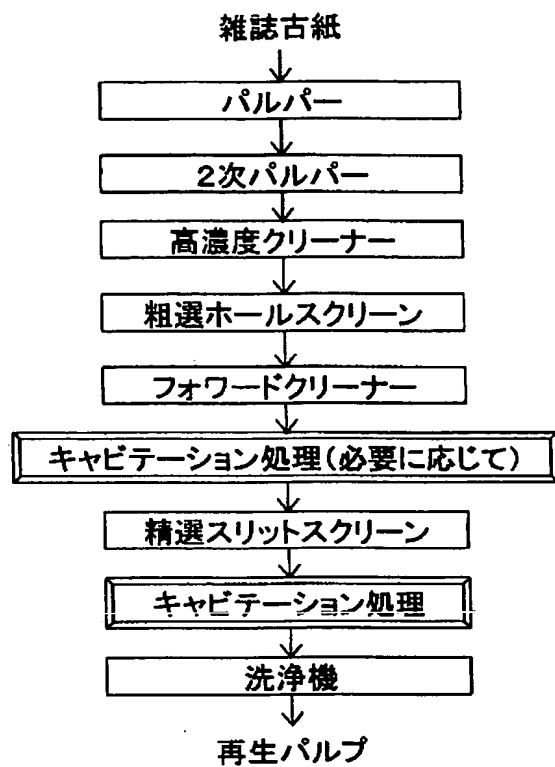 雑誌古紙
パルパー
2次パルパー
高濃度クリーナー
粗選ホールスクリーン
フォワードクリーナー
キャビテーション処理(必要に応じて)
精選スリットスクリーン
キャビテーション処理
洗浄機
再生パルプ